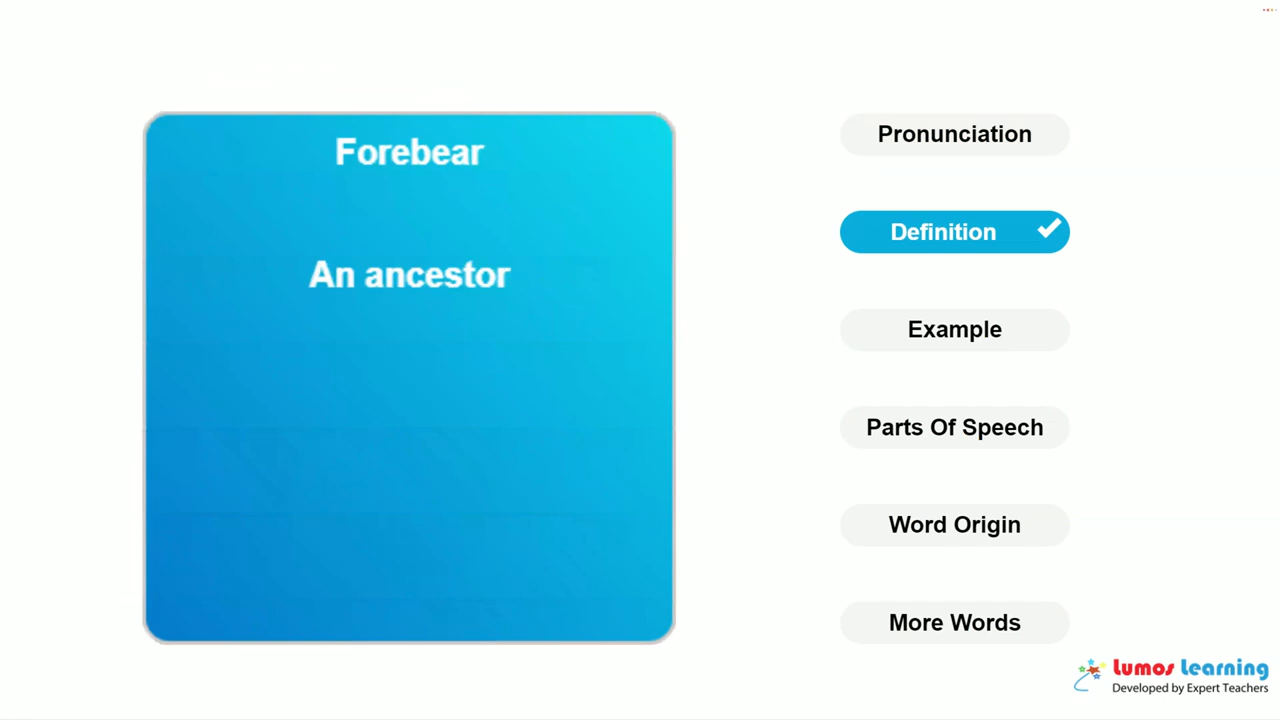 Forebear
An ancestor
Pronunciation
Definition
Example
Parts Of Speech
Word Origin
More Words
Lumos Learning
Developed by Expert Teachers